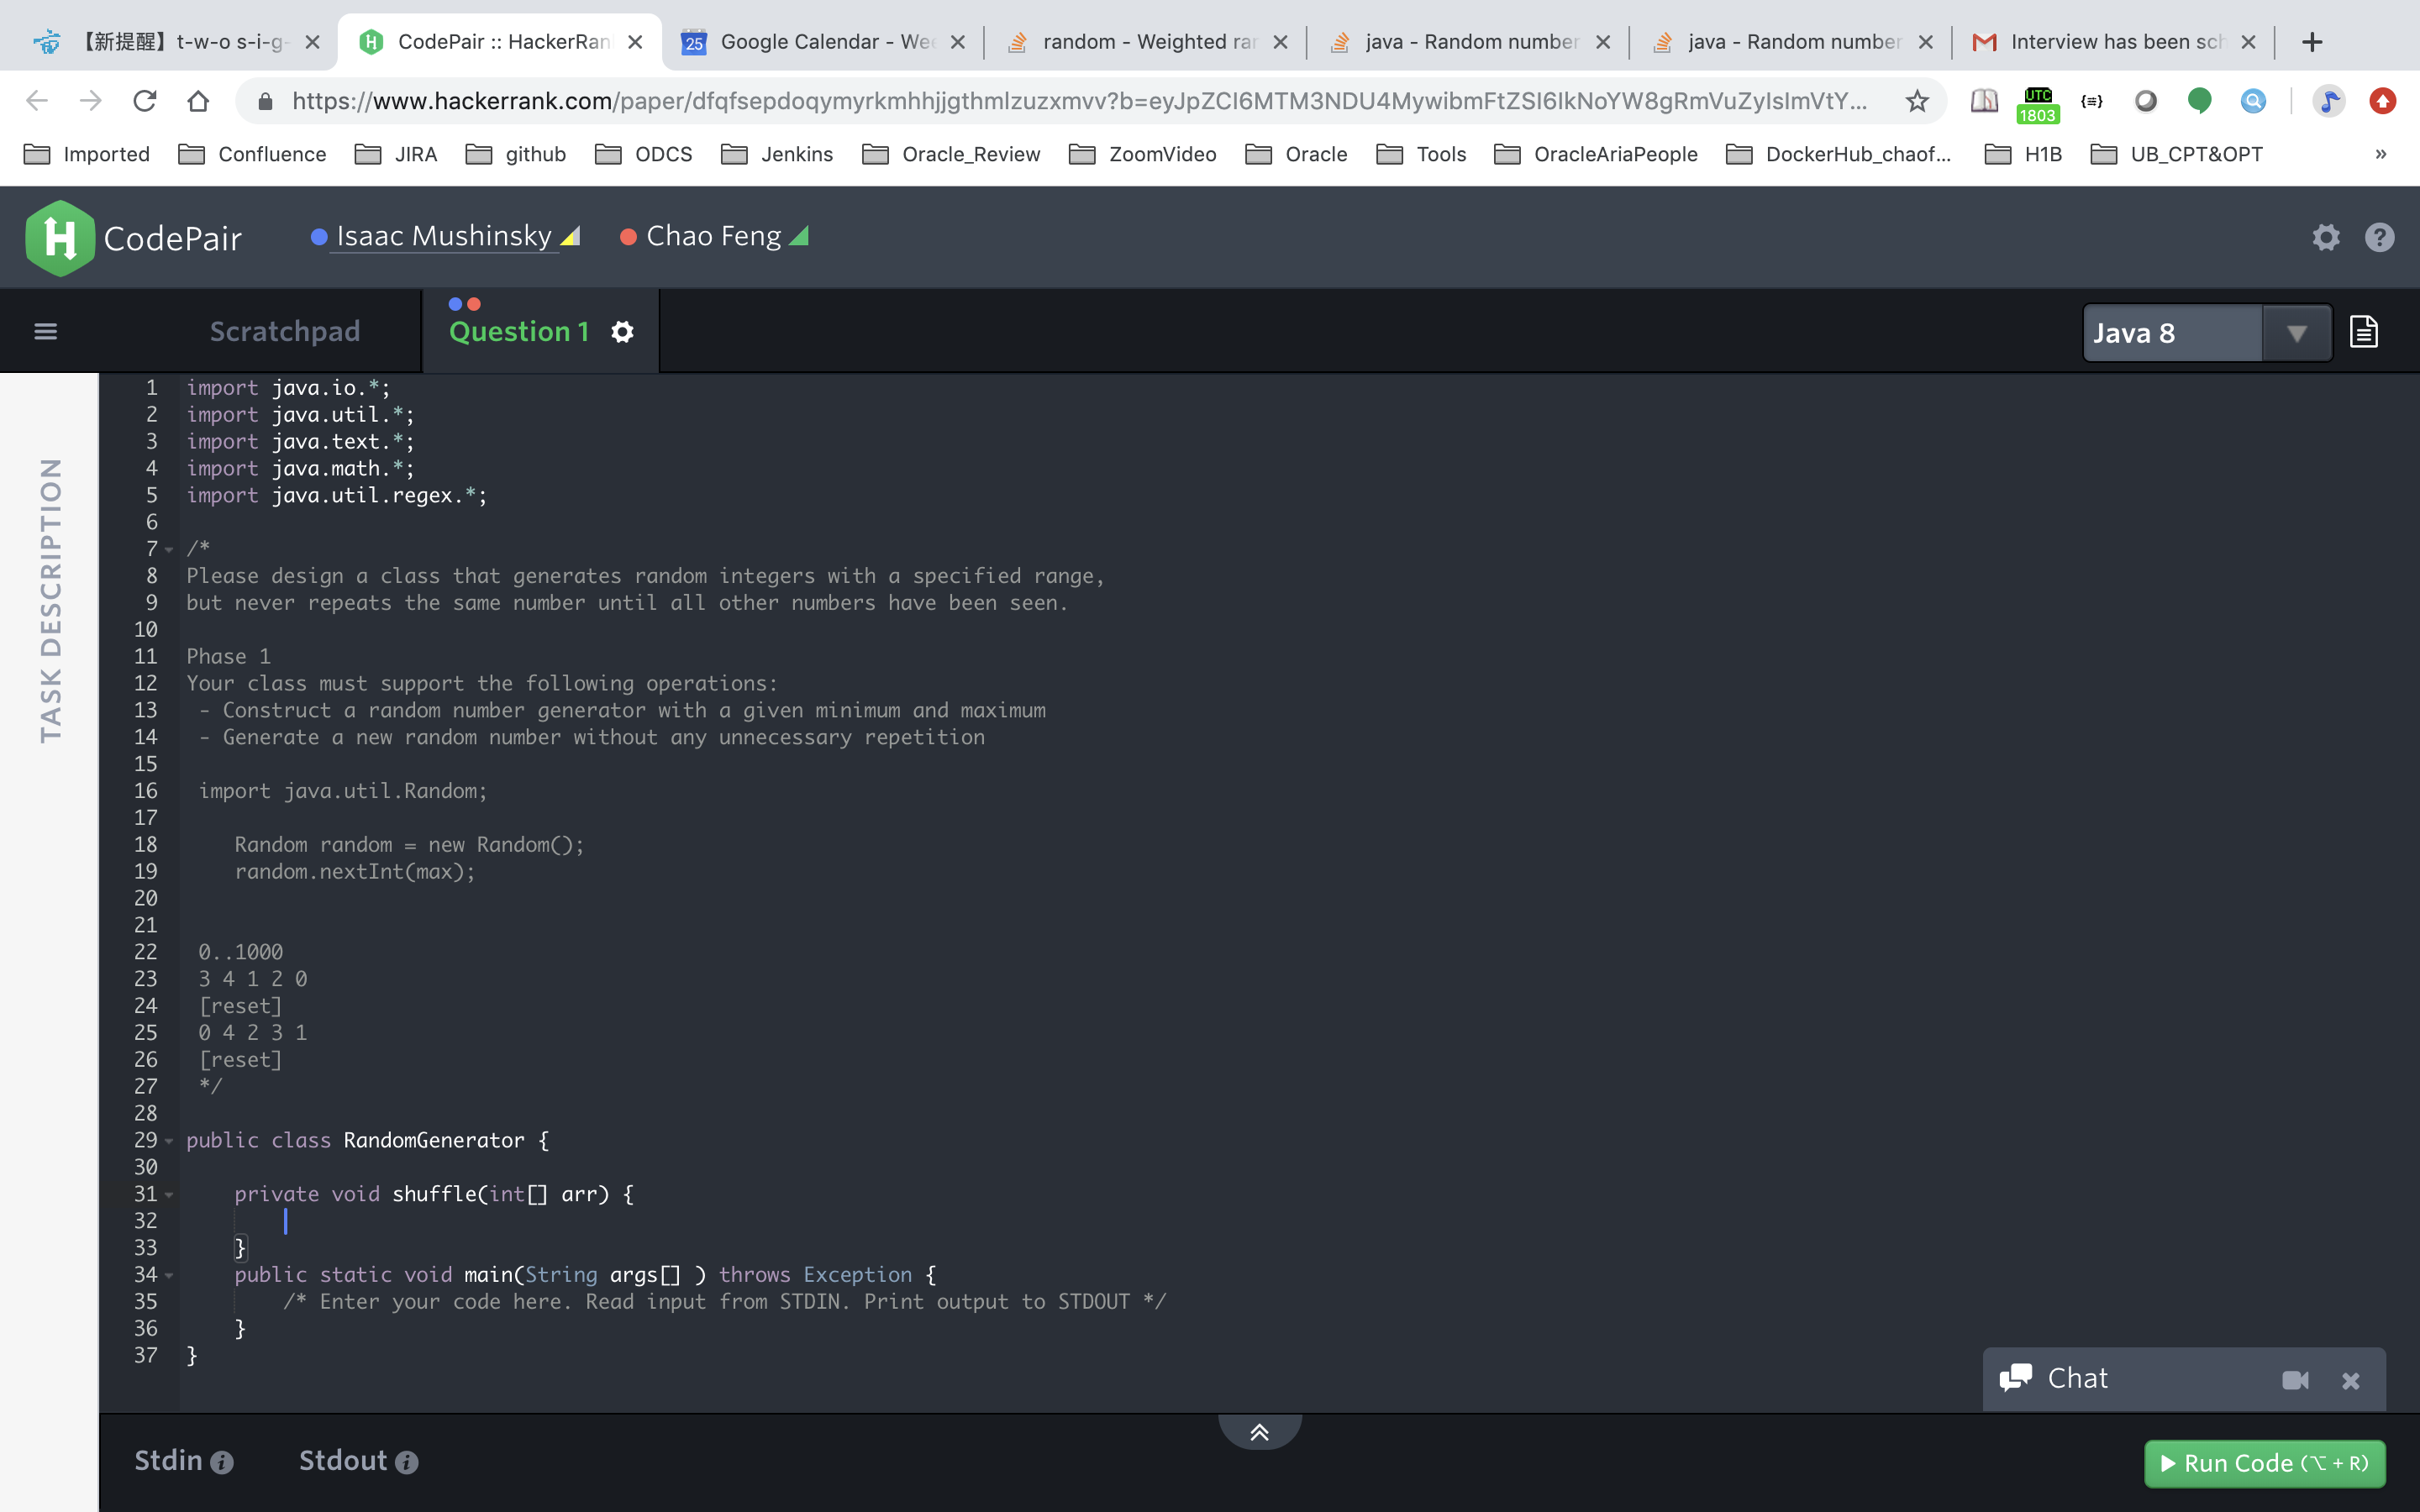 【新提醒】t-w-o s-i-g-
CodePair :: HackerRan
Google Calendar - Wee
random - Weighted ran
java - Random number
java - Random number
Interview has been sch
https://www.hackerrank.com/paper/dfqfsepdoqymyrkmhhjjgthmlzuzxmvv?b=eyJpZCI6MTM3NDU4MywibmFtZSI6IkNoYW8gRmVuZyIsImVtY...
UTC
1803
Imported
Confluence
JIRA
github
ODCS
Jenkins
Oracle_Review
ZoomVideo
Oracle
Tools
OracleAriaPeople
DockerHub_chaof...
H1B
UB_CPT&OPT
»
H CodePair
Isaac Mushinsky
Chao Feng
Scratchpad
Question 1
Java 8
TASK DESCRIPTION
1 import java.io.*;
2 import java.util.*;
3 import java.text.*;
4 import java.math.*;
5 import java.util.regex.*;
6
7 /*
8 Please design a class that generates random integers with a specified range,
9 but never repeats the same number until all other numbers have been seen.
10
11 Phase 1
12 Your class must support the following operations:
13 - Construct a random number generator with a given minimum and maximum
14 - Generate a new random number without any unnecessary repetition
15
16 import java.util.Random;
17
18 Random random = new Random();
19 random.nextInt(max);
20
21
22 0..1000
23 3 4 1 2 0
24 [reset]
25 0 4 2 3 1
26 [reset]
27 */
28
29 public class RandomGenerator {
30
31 private void shuffle(int[] arr) {
32
33 }
34 public static void main(String args[] ) throws Exception {
35 /* Enter your code here. Read input from STDIN. Print output to STDOUT */
36 }
37 }
Chat
Stdin
Stdout
Run Code (⌥ + R)